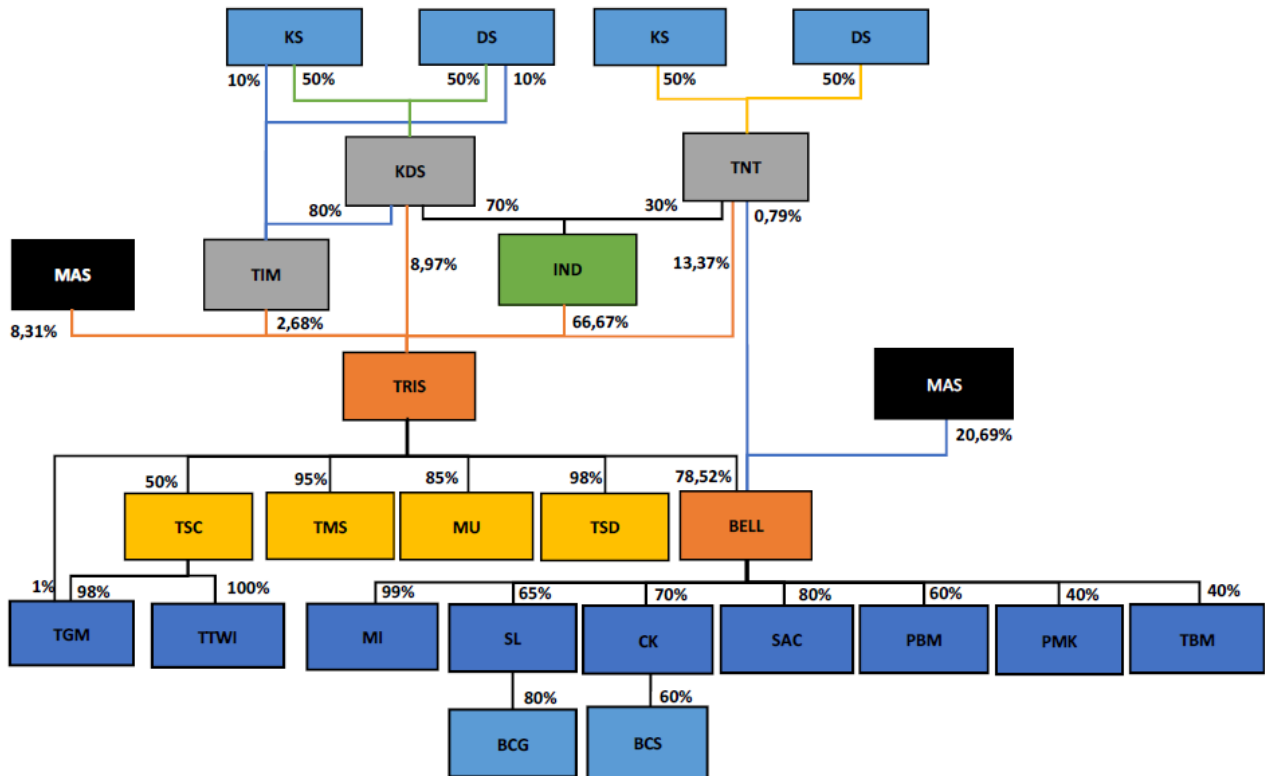 KS DS KS DS
10% 50% 50% 10% 50% 50%
KDS TNT
80% 70% 30% 0,79%
MAS TIM 8,97% IND 13,37%
8,31% 2,68% 66,67%
TRIS MAS
20,69%
50% 95% 85% 98% 78,52%
TSC TMS MU TSD BELL
1% 98% 100% 99% 65% 70% 80% 60% 40% 40%
TGM TTWI MI SL CK SAC PBM PMK TBM
80% 60%
BCG BCS